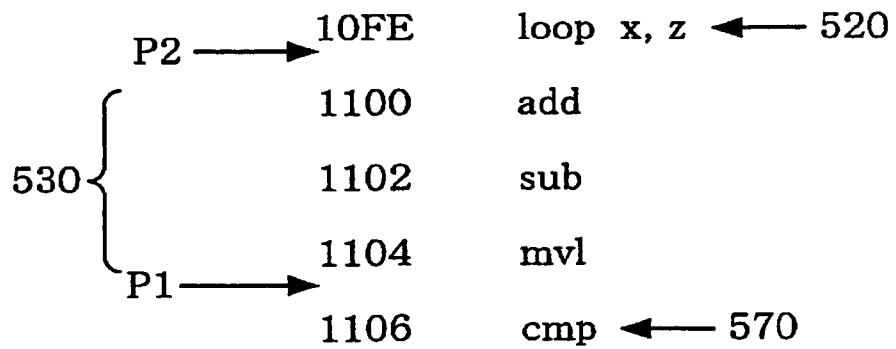 P2 10FE loop x, z 520
1100 add
530 1102 sub
1104 mvl
P1
1106 cmp 570